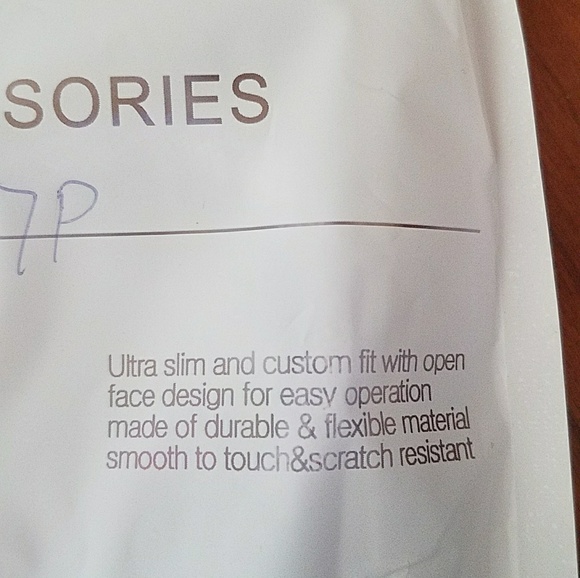 SORIES
7P
Ultra slim and custom fit with open
face design for easy operation
made of durable & flexible material
smooth to touch&scratch resistant